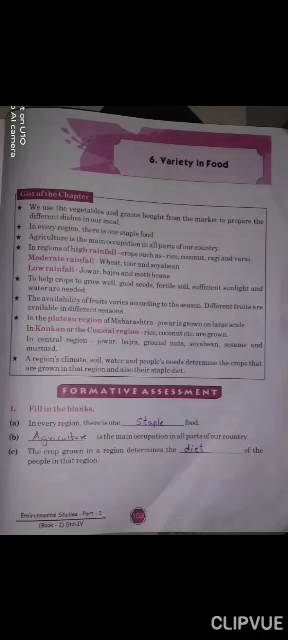 6. Variety in Food
Gist of the Chapter
★ We use the vegetables and grains bought from the market to prepare the
different dishes in our meal.
★ In every region, there is one staple food.
★ Agriculture is the main occupation in all parts of our country.
★ In regions of high rainfall - crops such as - rice, coconut, ragi and varai
Moderate rainfall - Wheat, toor and soyabean
Low rainfall - Jowar, bajra and moth beans
★ To help crops to grow well, good seeds, fertile soil, sufficient sunlight and
water are needed.
★ The availability of fruits varies according to the season. Different fruits are
available in different seasons.
★ In the plateau region of Maharashtra - jowar is grown on large scale.
In Konkan or the Coastal region - rice, coconut etc. are grown.
In central region - jowar, bajra, ground nuts, soyabean, sesame and
mustard.
★ A region's climate, soil, water and people's needs determine the crops that
are grown in that region and also their staple diet.
FORMATIVE ASSESSMENT
1. Fill in the blanks.
(a) In every region, there is one staple food.
(b) Agriculture is the main occupation in all parts of our country.
(c) The crop grown in a region determines the diet of the
people in that region.
Environmental Studies - Part - 1
(Book - 1) Std-IV
103
AI camera
CLIPVUE